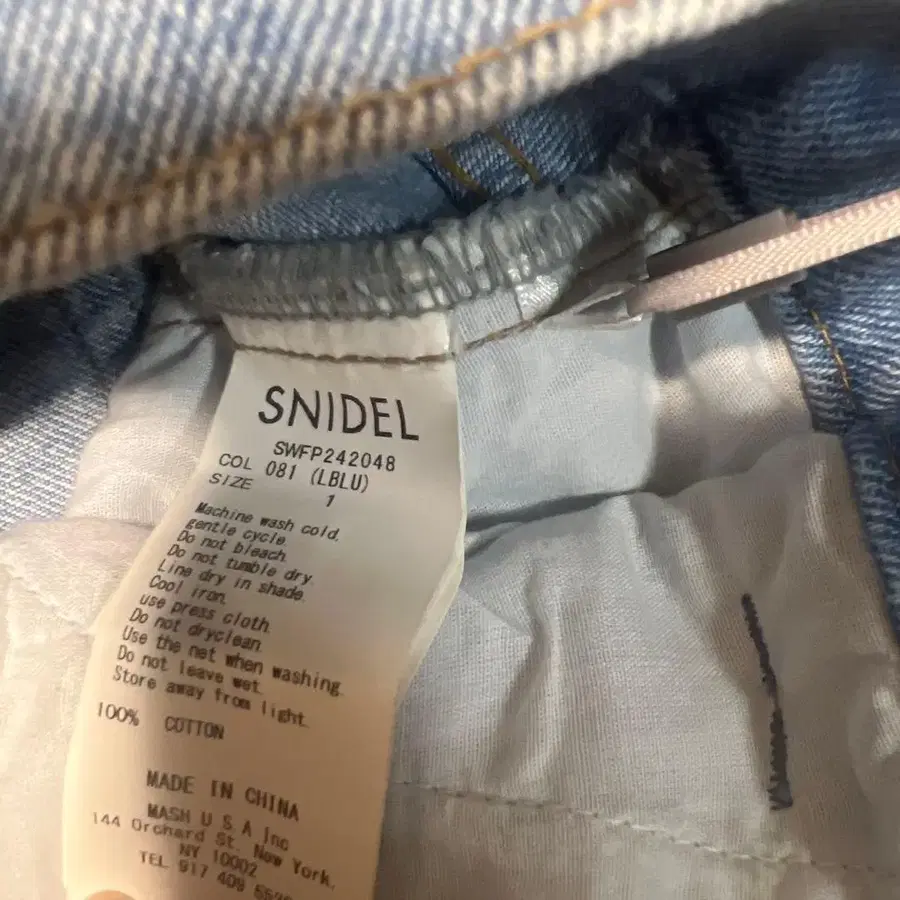 SNIDEL
SWFP242048
COL 081 (LBLU)
SIZE 1
Machine wash cold,
gentle cycle.
Do not bleach.
Do not tumble dry.
Line dry in shade.
Cool iron.
use press cloth.
Do not dryclean.
Use the net when washing.
Do not leave wet.
Store away from light.
100% COTTON
MADE IN CHINA
MASH U S A Inc
144 Orchard St. New York.
NY 10002
TEL 917 409